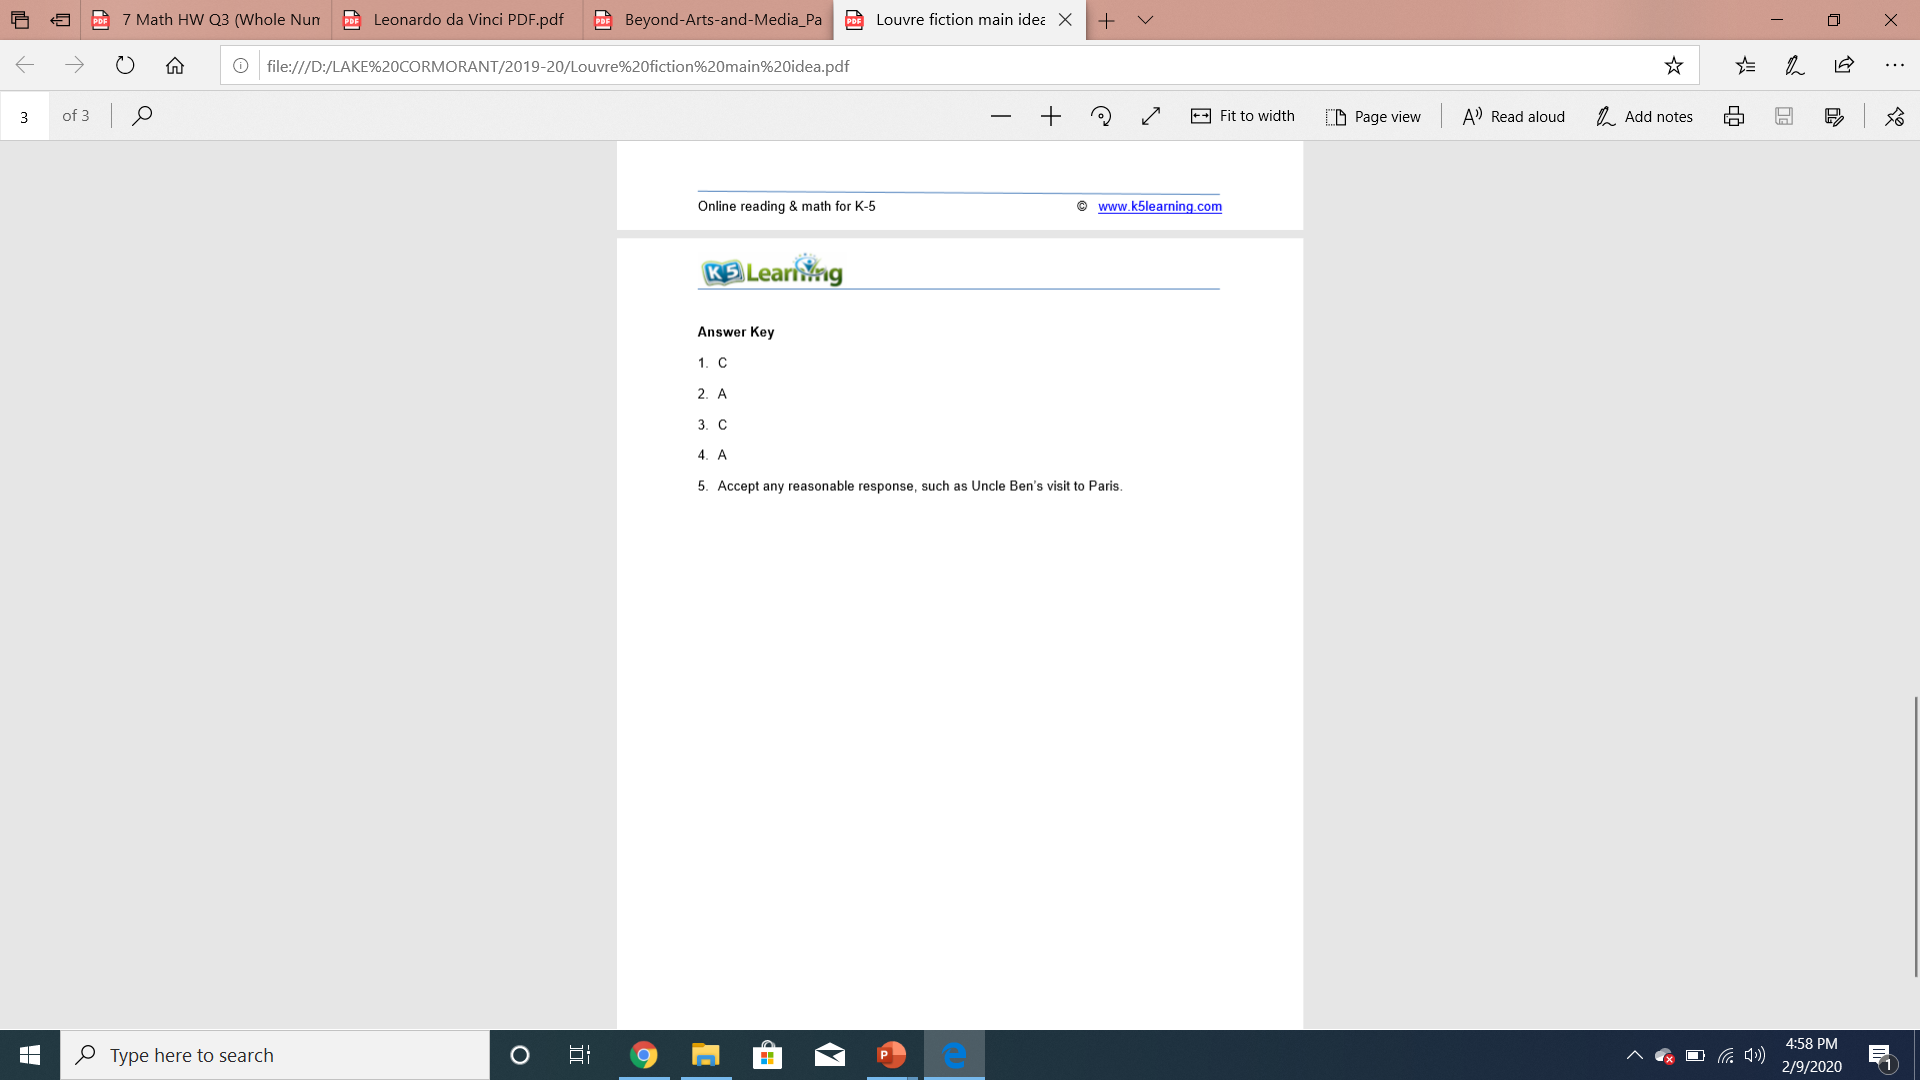 7 Math HW Q3 (Whole Num
Leonardo da Vinci PDF.pdf
Beyond-Arts-and-Media_Pa
Louvre fiction main idea
file:///D:/LAKE%20CORMORANT/2019-20/Louvre%20fiction%20main%20idea.pdf
3 of 3
Fit to width
Page view
Read aloud
Add notes
Online reading & math for K-5 © www.k5learning.com
K5 Learning
Answer Key
1. C
2. A
3. C
4. A
5. Accept any reasonable response, such as Uncle Ben's visit to Paris.
Type here to search
4:58 PM
2/9/2020
1